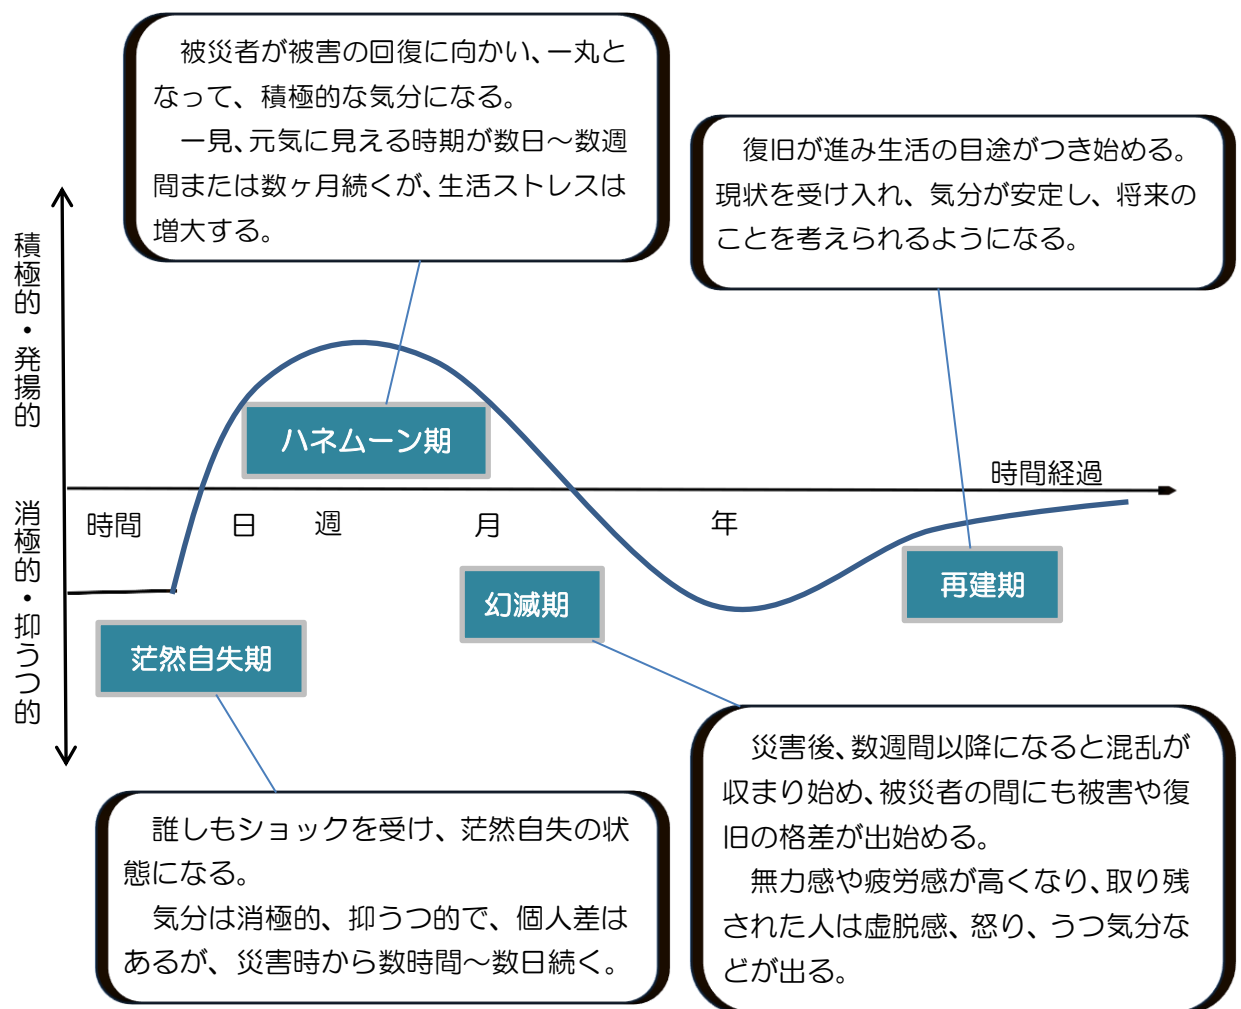 被災者が被害の回復に向かい、一丸と
なって、積極的な気分になる。
一見、元気に見える時期が数日～数週
間または数ヶ月続くが、生活ストレスは
増大する。
復旧が進み生活の目途がつき始める。
現状を受け入れ、気分が安定し、将来の
ことを考えられるようになる。
積極的・発揚的
消極的・抑うつ的
ハネムーン期
時間経過
時間
日
週
月
年
茫然自失期
幻滅期
再建期
誰しもショックを受け、茫然自失の状
態になる。
気分は消極的、抑うつ的で、個人差は
あるが、災害時から数時間～数日続く。
災害後、数週間以降になると混乱が
収まり始め、被災者の間にも被害や復
旧の格差が出始める。
無力感や疲労感が高くなり、取り残
された人は虚脱感、怒り、うつ気分な
どが出る。